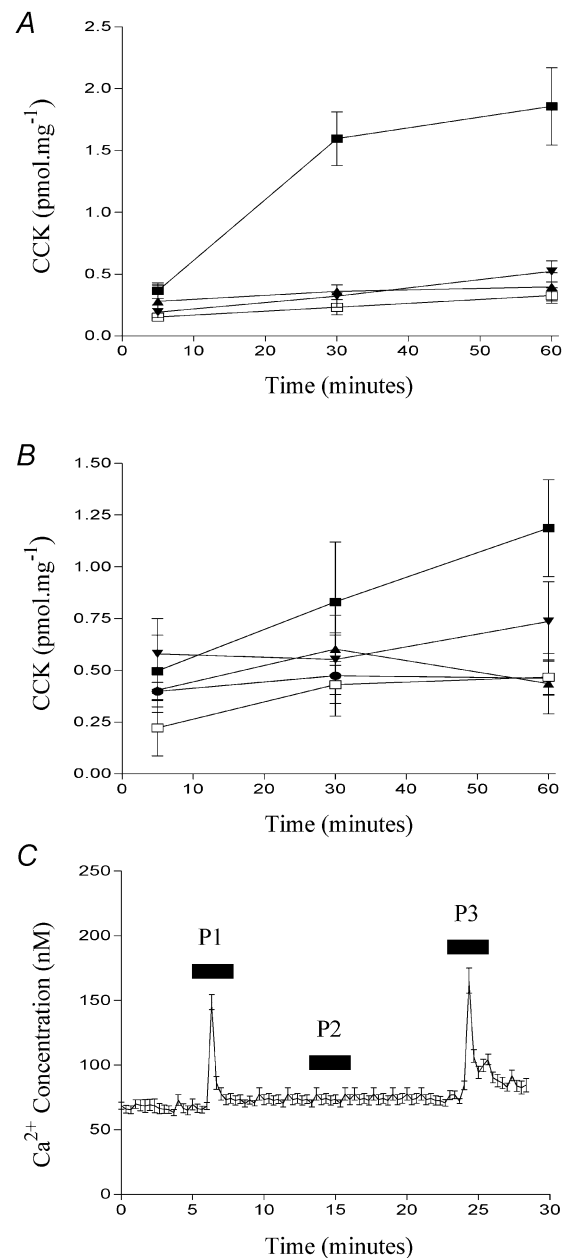 A
2.5
2.0
1.5
1.0
0.5
0.0
CCK (pmol.mg-1)
0 10 20 30 40 50 60
Time (minutes)
B
1.50
1.25
1.00
0.75
0.50
0.25
0.00
CCK (pmol.mg-1)
0 10 20 30 40 50 60
Time (minutes)
C
250
200
150
100
50
0
Ca2+ Concentration (nM)
P1
P2
P3
0 5 10 15 20 25 30
Time (minutes)